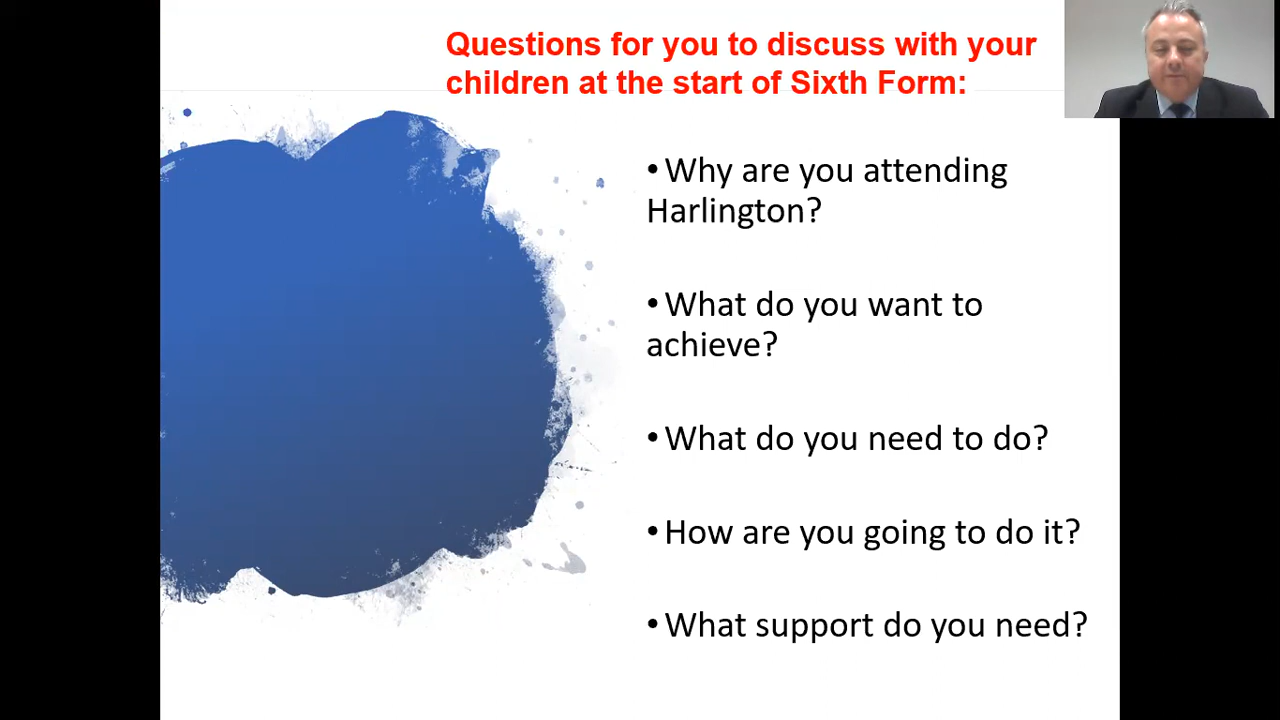 Questions for you to discuss with your
children at the start of Sixth Form:
•Why are you attending
Harlington?
•What do you want to
achieve?
•What do you need to do?
•How are you going to do it?
•What support do you need?